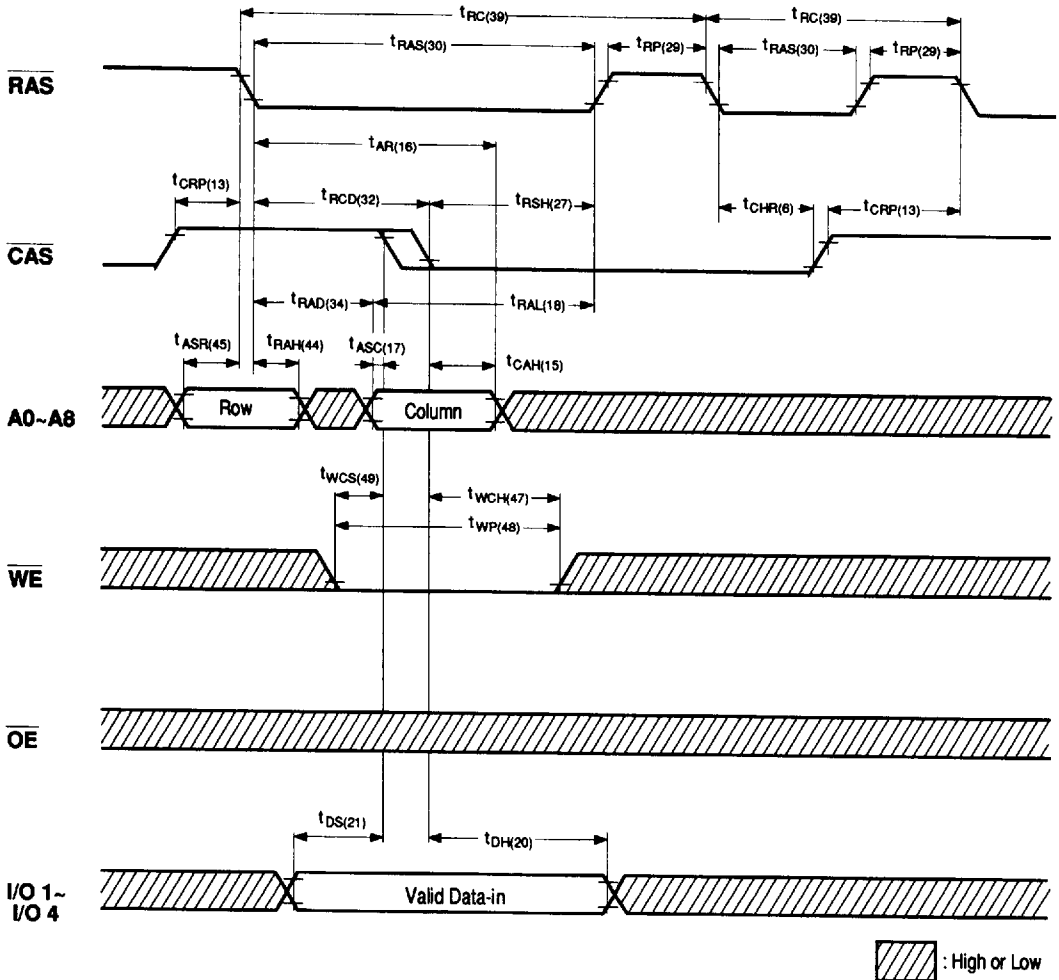 tRC(39) tRC(39)
tRAS(30) tRP(29) tRAS(30) tRP(29)
RAS
tAR(16)
tCRP(13) tRCD(32) tRSH(27) tCHR(6) tCRP(13)
CAS
tRAD(34) tRAL(18)
tASR(45) tRAH(44) tASC(17) tCAH(15)
A0~A8 Row Column
tWCS(49) tWCH(47)
tWP(48)
WE
OE
tDS(21) tDH(20)
I/O 1~
I/O 4 Valid Data-in
: High or Low